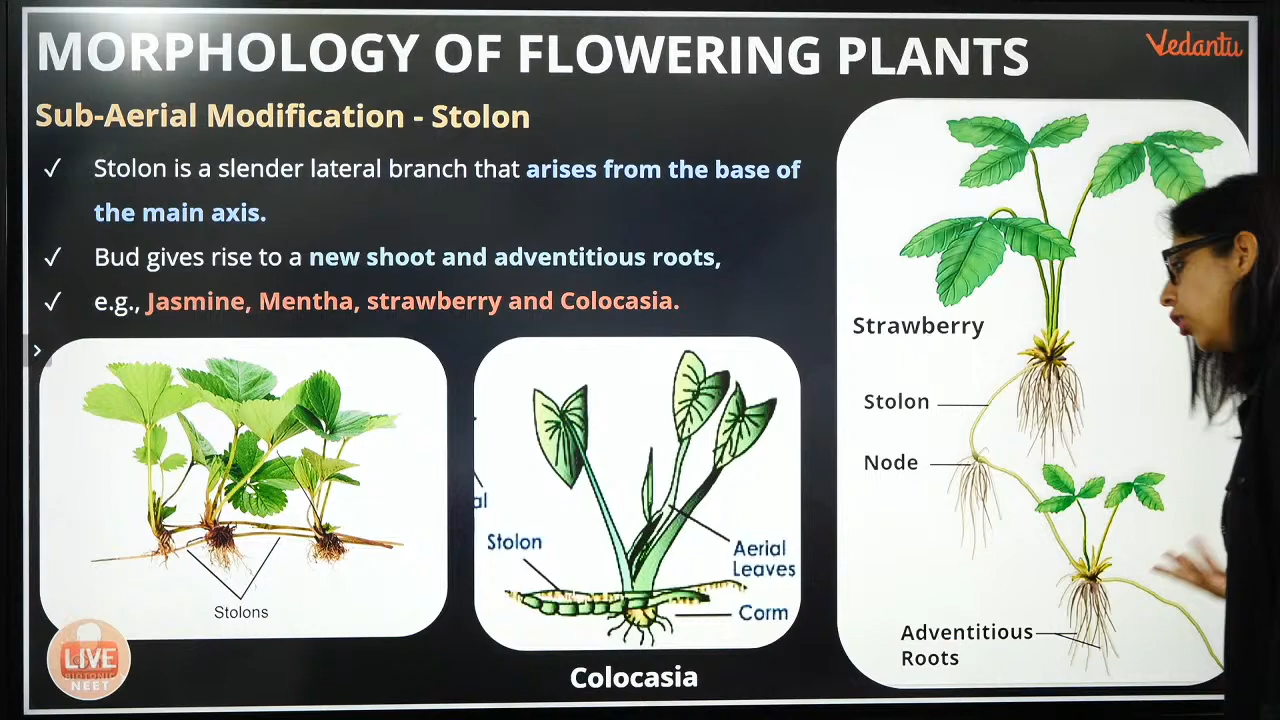 MORPHOLOGY OF FLOWERING PLANTS
Vedantu
Sub-Aerial Modification - Stolon
✓ Stolon is a slender lateral branch that arises from the base of
the main axis.
✓ Bud gives rise to a new shoot and adventitious roots,
✓ e.g., Jasmine, Mentha, strawberry and Colocasia.
Strawberry
Stolon
Node
Adventitious
Roots
Stolons
al
Stolon
Aerial
Leaves
Corm
Colocasia
LIVE
BIOTONIC
NEET